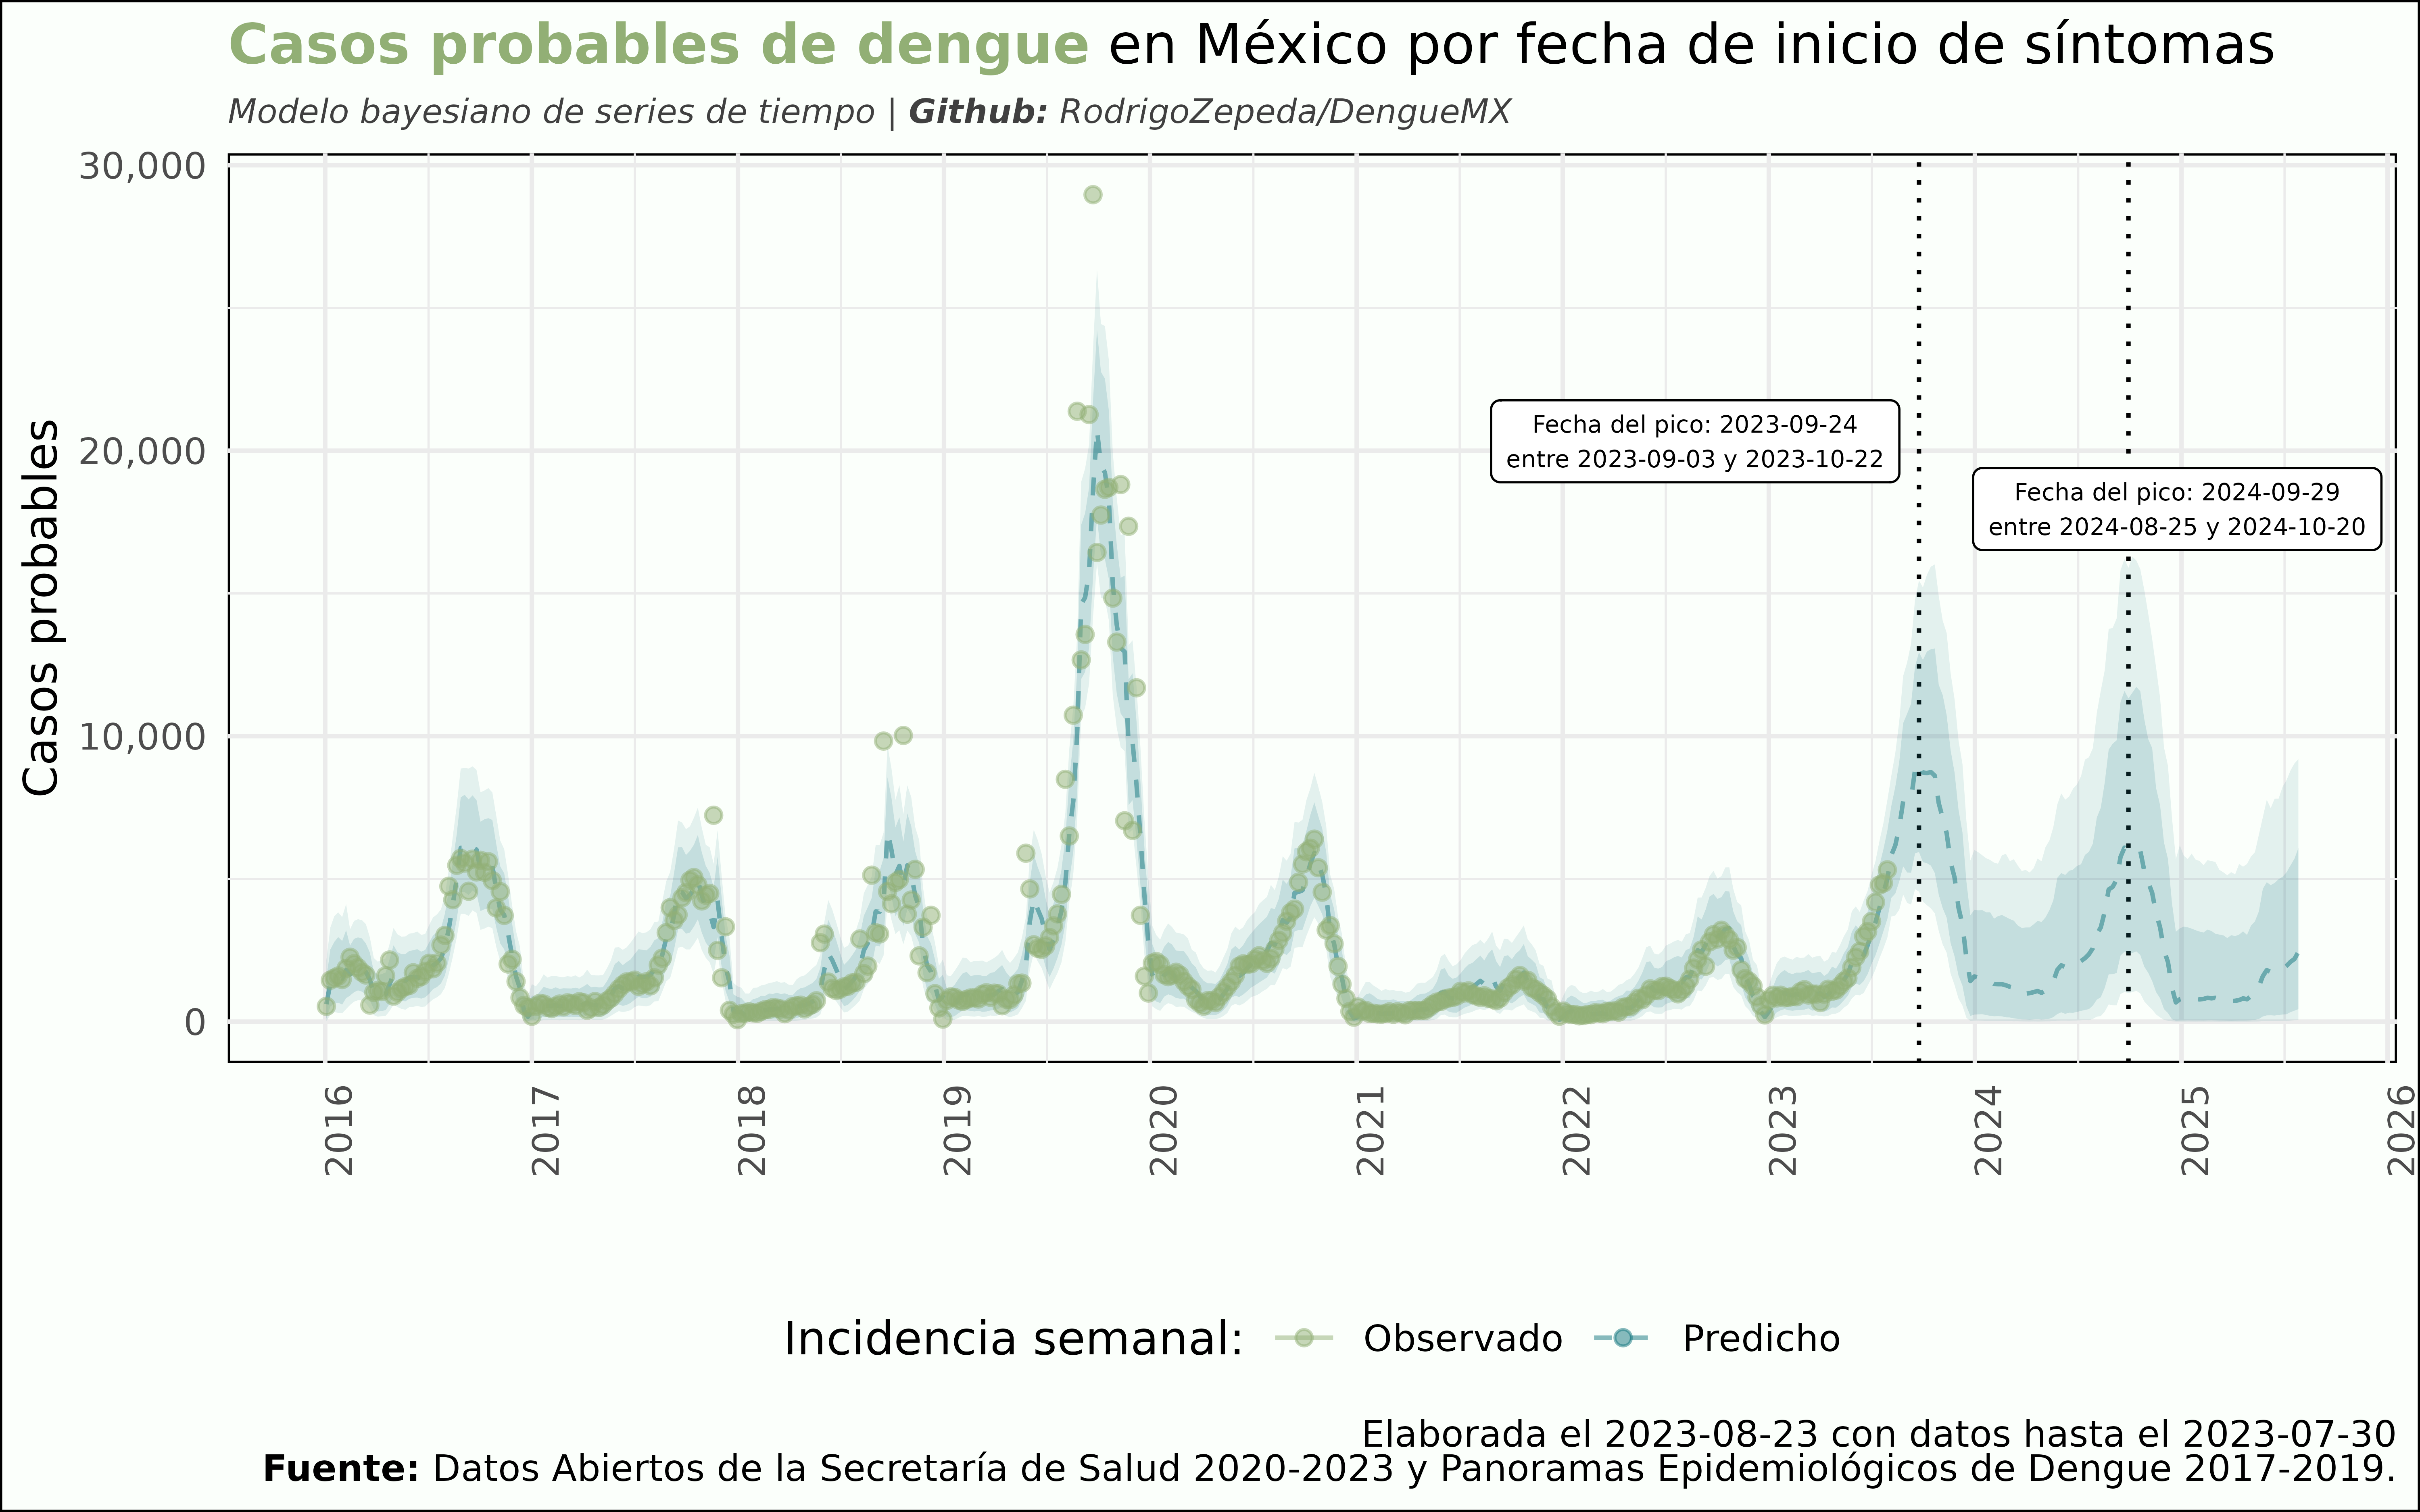 Casos probables de dengue en México por fecha de inicio de síntomas
Modelo bayesiano de series de tiempo | Github: RodrigoZepeda/DengueMX
Casos probables
30,000
20,000
10,000
0
Fecha del pico: 2023-09-24
entre 2023-09-03 y 2023-10-22
Fecha del pico: 2024-09-29
entre 2024-08-25 y 2024-10-20
2016
2017
2018
2019
2020
2021
2022
2023
2024
2025
2026
Incidencia semanal: Observado Predicho
Elaborada el 2023-08-23 con datos hasta el 2023-07-30
Fuente: Datos Abiertos de la Secretaría de Salud 2020-2023 y Panoramas Epidemiológicos de Dengue 2017-2019.